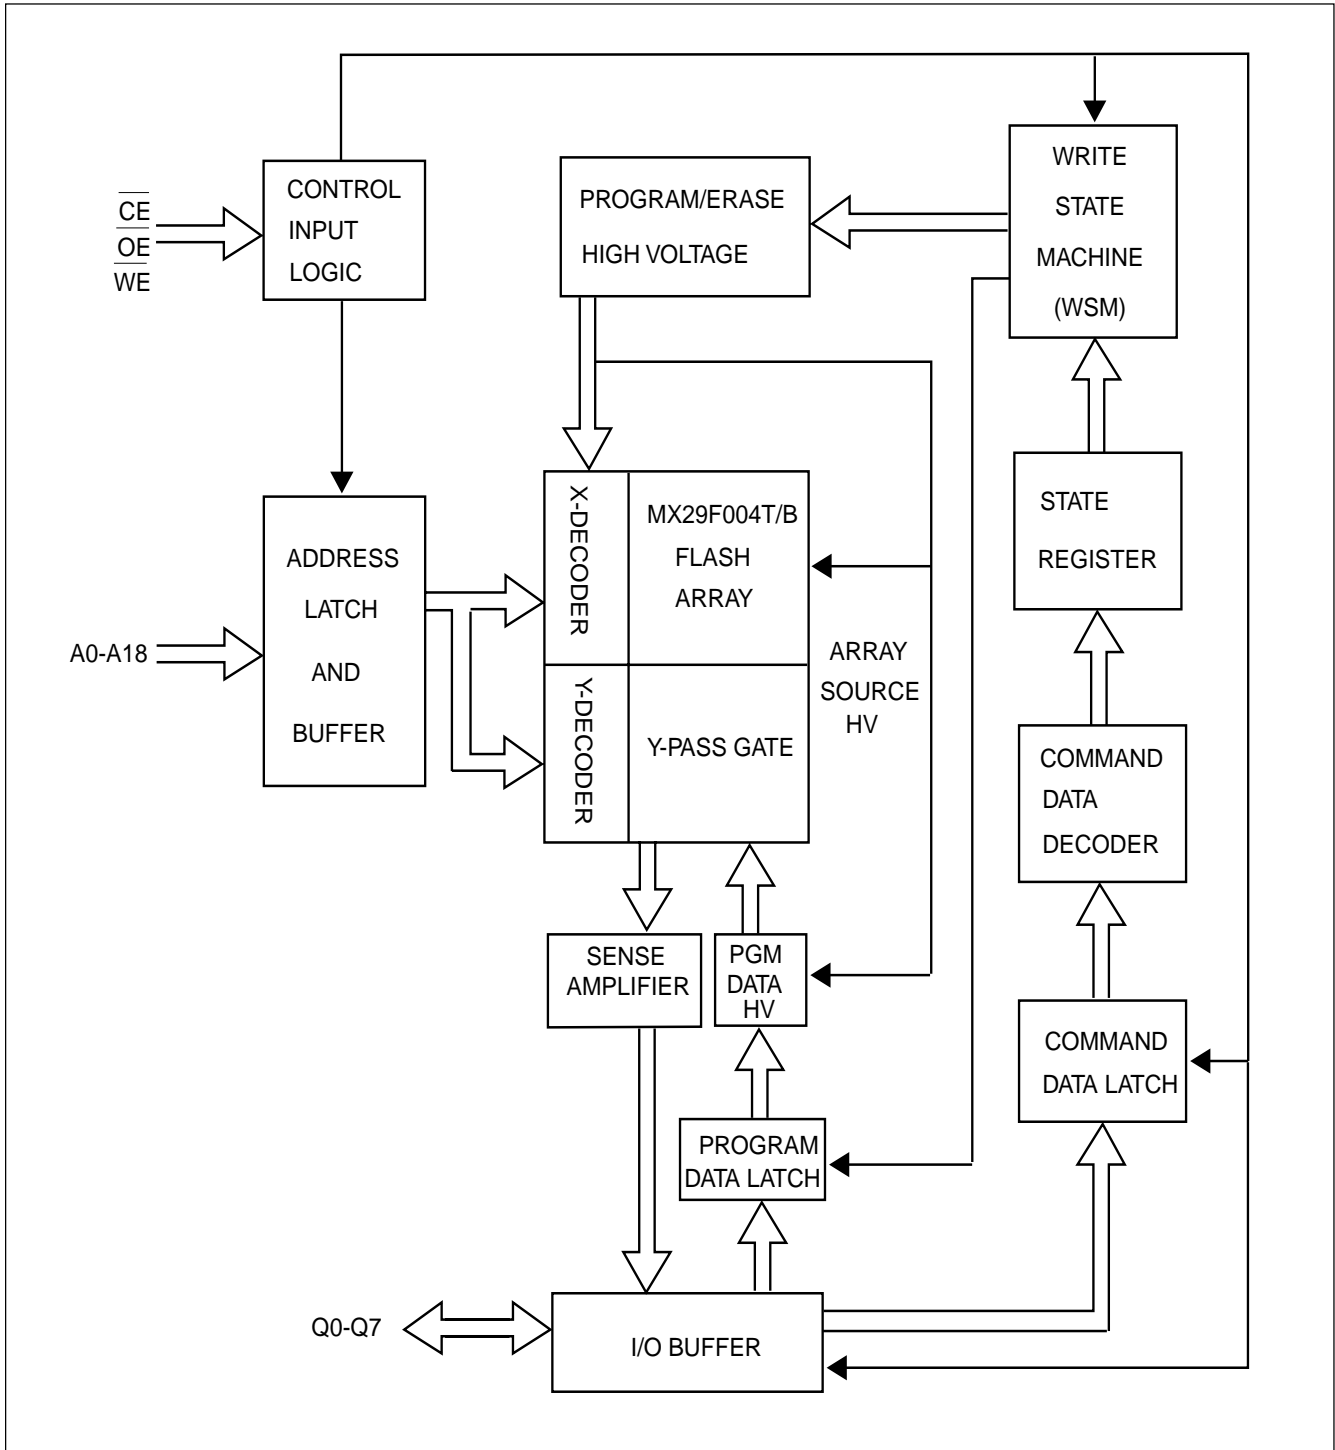 CE
OE
WE
CONTROL
INPUT
LOGIC
PROGRAM/ERASE
HIGH VOLTAGE
WRITE
STATE
MACHINE
(WSM)
A0-A18
ADDRESS
LATCH
AND
BUFFER
X-DECODER
MX29F004T/B
FLASH
ARRAY
Y-DECODER
Y-PASS GATE
ARRAY
SOURCE
HV
STATE
REGISTER
COMMAND
DATA
DECODER
SENSE
AMPLIFIER
PGM
DATA
HV
COMMAND
DATA LATCH
PROGRAM
DATA LATCH
Q0-Q7
I/O BUFFER